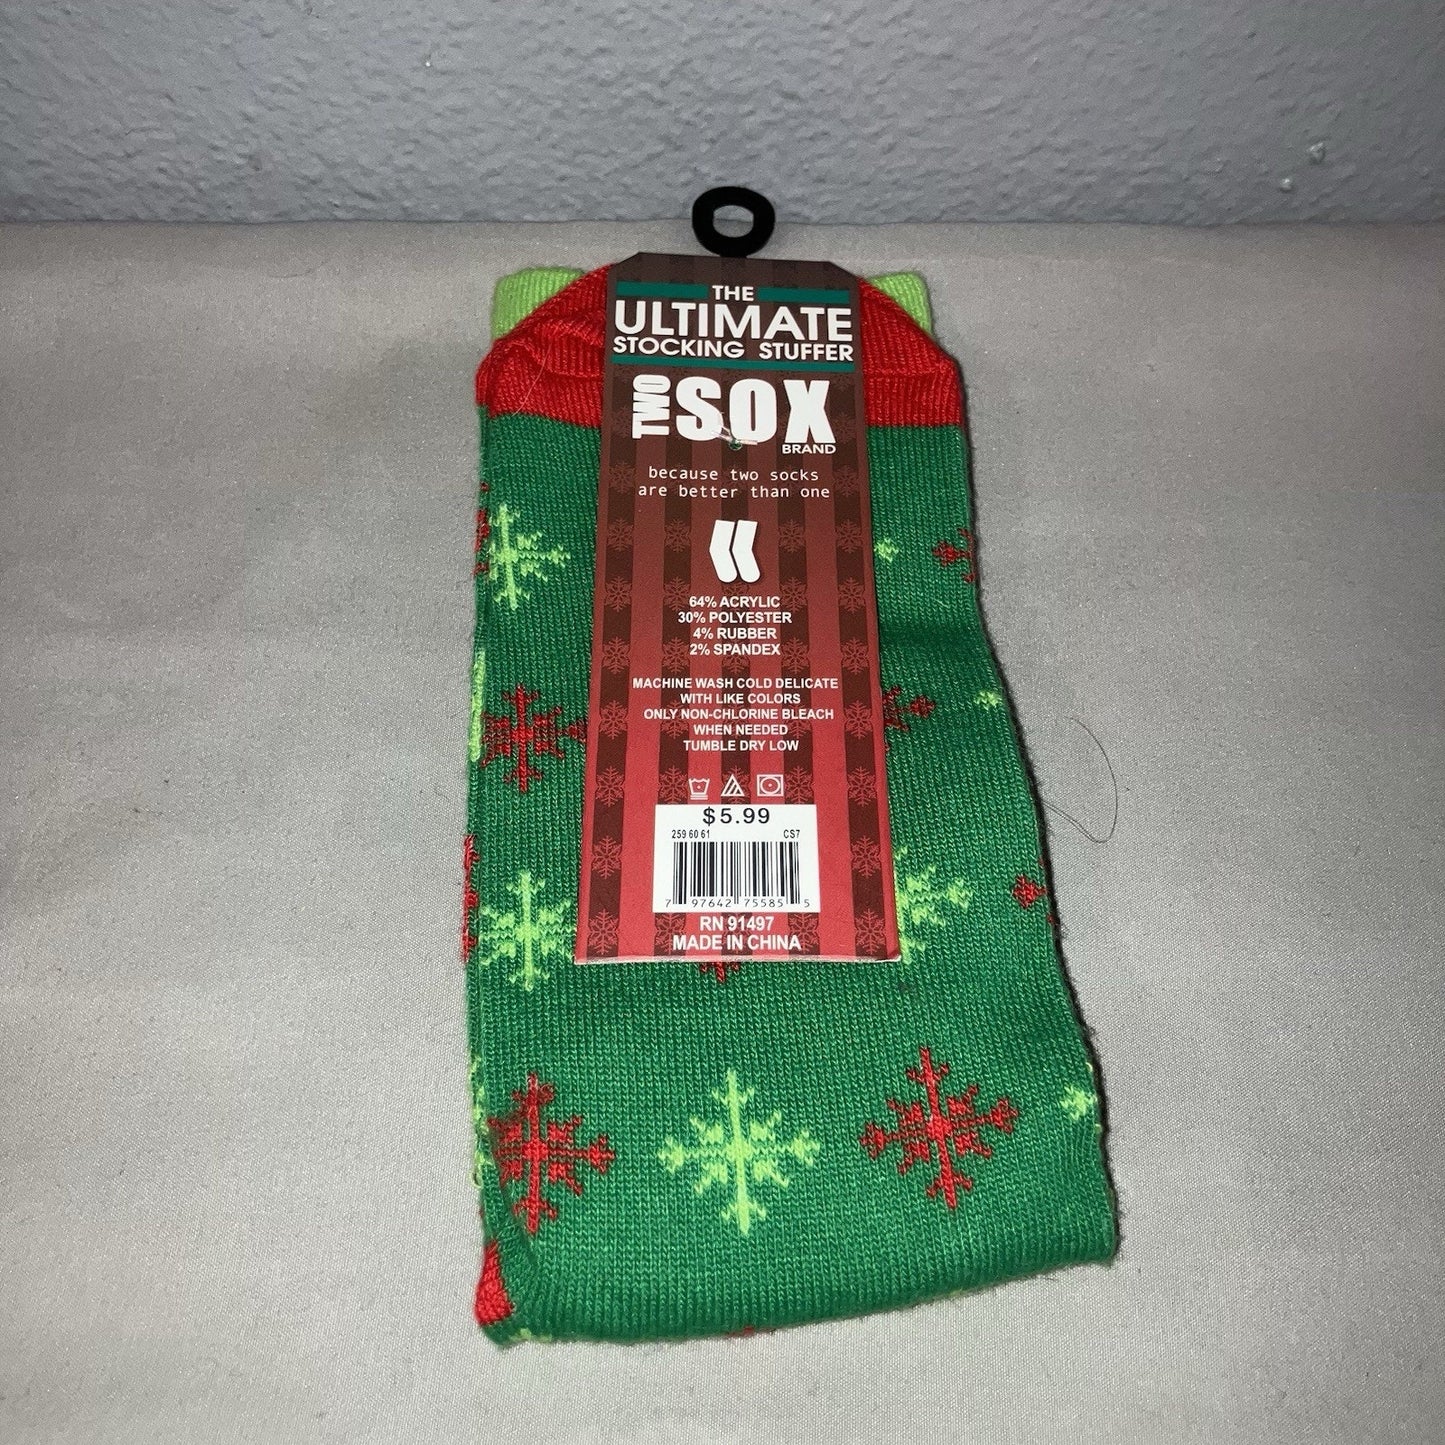 THE
ULTIMATE
STOCKING STUFFER
TWO SOX
BRAND
because two socks
are better than one
64% ACRYLIC
30% POLYESTER
4% RUBBER
2% SPANDEX
MACHINE WASH COLD DELICATE
WITH LIKE COLORS
ONLY NON-CHLORINE BLEACH
WHEN NEEDED
TUMBLE DRY LOW
$5.99
259 60 61 CS7
7 97642 75585 5
RN 91497
MADE IN CHINA